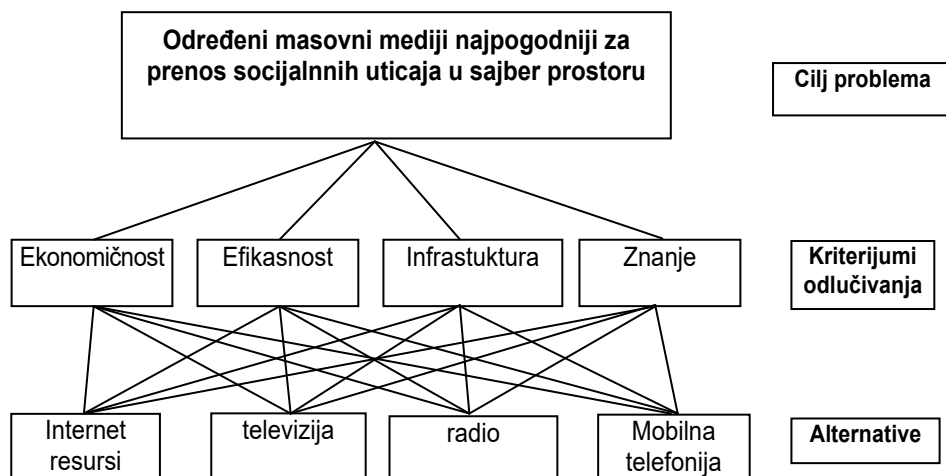 Određeni masovni mediji najpogodniji za
prenos socijalnnih uticaja u sajber prostoru
Cilj problema
Ekonomičnost
Efikasnost
Infrastuktura
Znanje
Kriterijumi
odlučivanja
Internet
resursi
televizija
radio
Mobilna
telefonija
Alternative